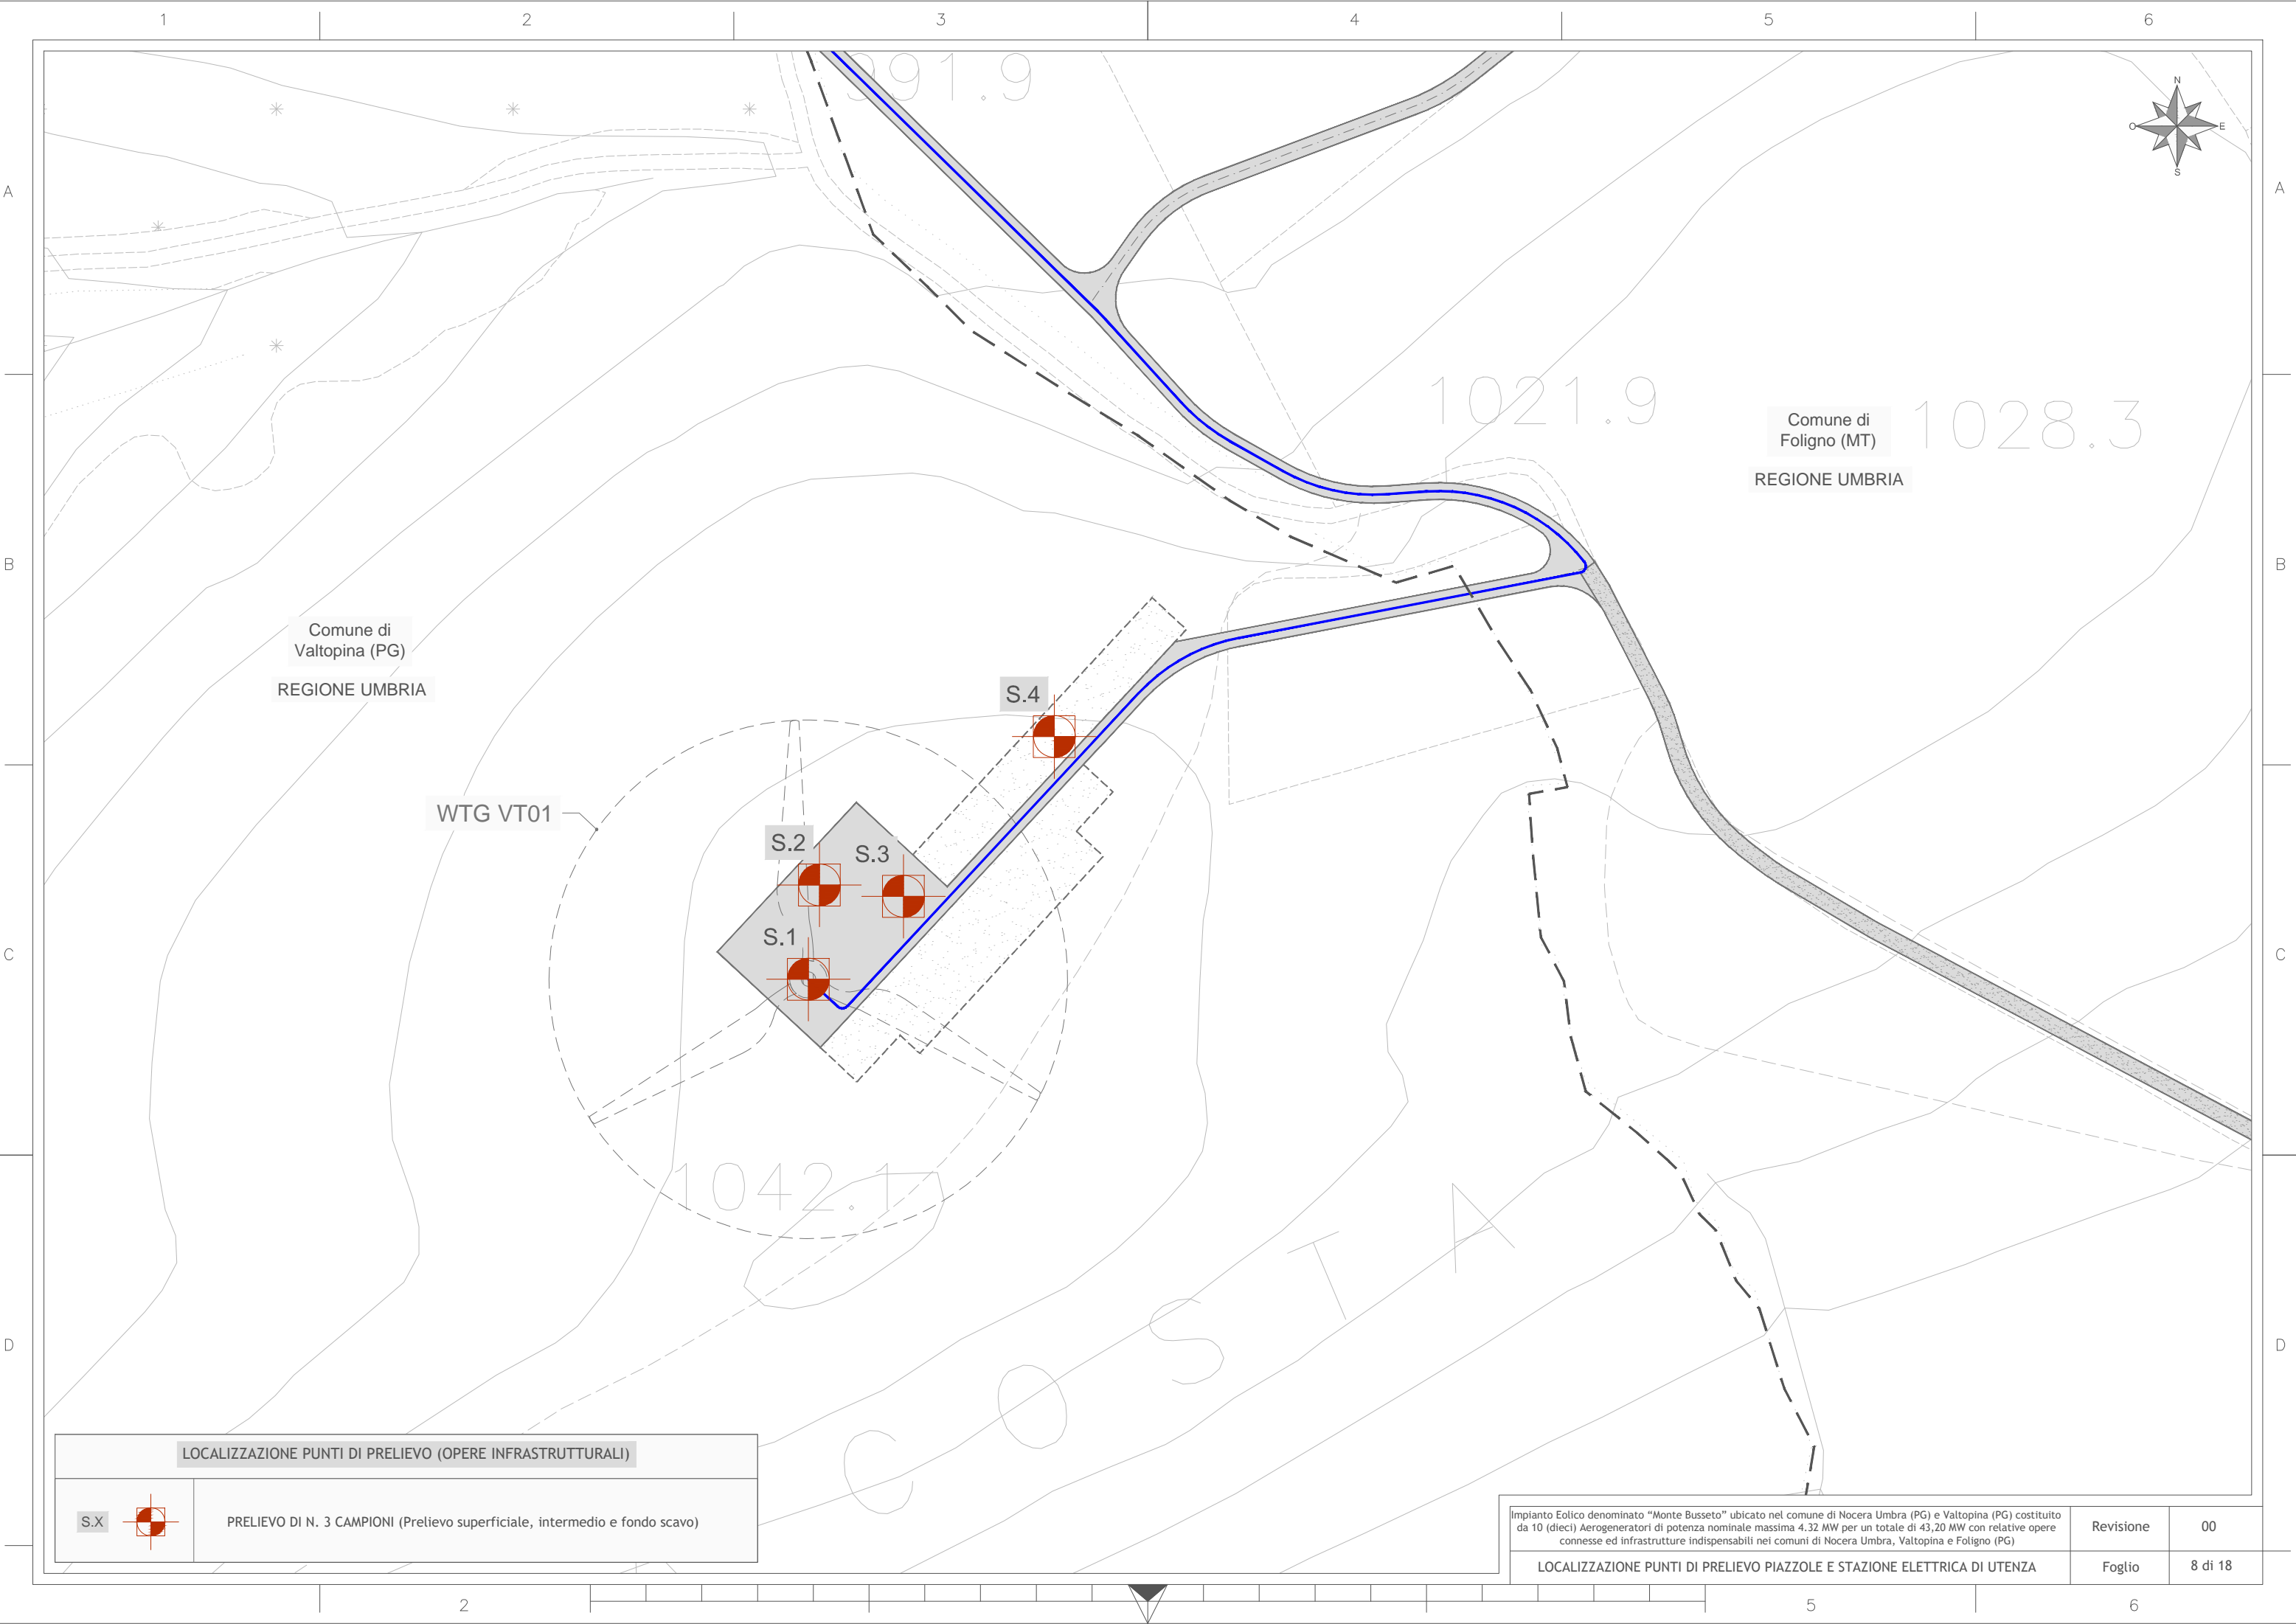 1 2 3 4 5 6
991.9
N
O E
S
A A
1021.9
Comune di
Foligno (MT)
1028.3
REGIONE UMBRIA
B B
Comune di
Valtopina (PG)
REGIONE UMBRIA
S.4
WTG VT01
S.2
S.3
S.1
C C
1042.1
C O S T A
D D
LOCALIZZAZIONE PUNTI DI PRELIEVO (OPERE INFRASTRUTTURALI)
S.X
PRELIEVO DI N. 3 CAMPIONI (Prelievo superficiale, intermedio e fondo scavo)
Impianto Eolico denominato “Monte Busseto” ubicato nel comune di Nocera Umbra (PG) e Valtopina (PG) costituito
da 10 (dieci) Aerogeneratori di potenza nominale massima 4.32 MW per un totale di 43,20 MW con relative opere
connesse ed infrastrutture indispensabili nei comuni di Nocera Umbra, Valtopina e Foligno (PG)
Revisione 00
LOCALIZZAZIONE PUNTI DI PRELIEVO PIAZZOLE E STAZIONE ELETTRICA DI UTENZA
Foglio 8 di 18
2 5 6